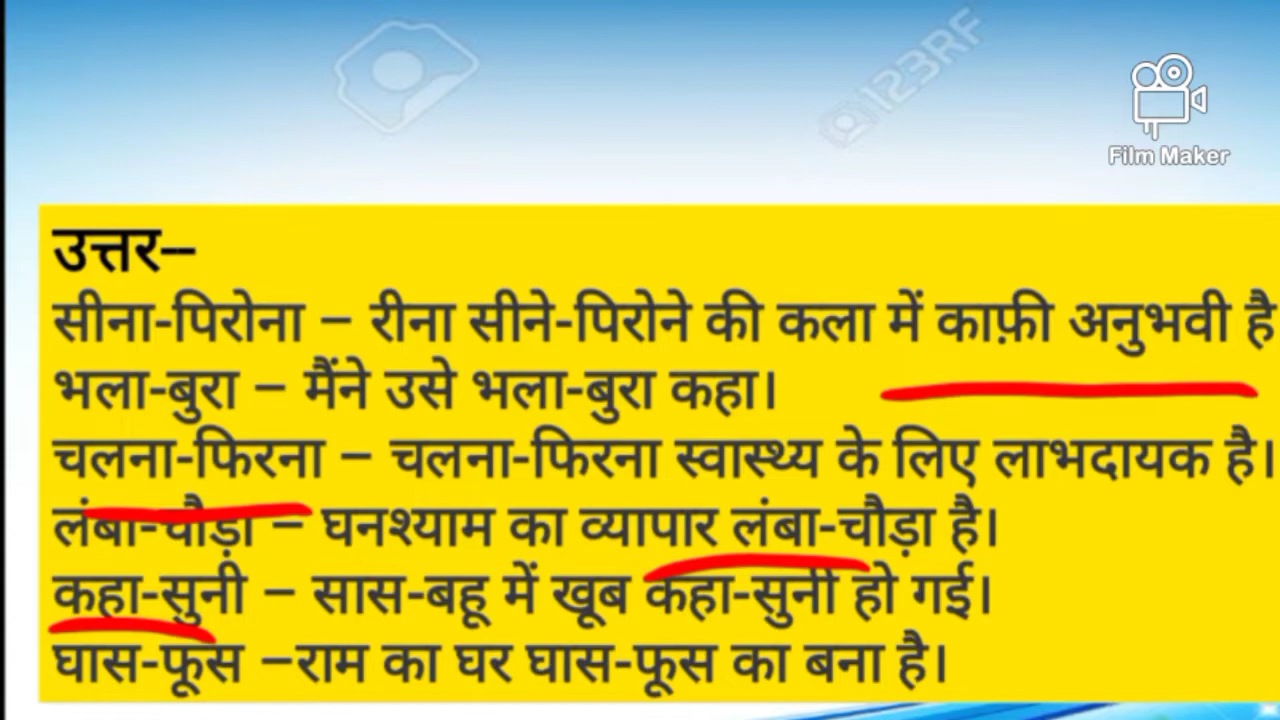 123RF
Film Maker
उत्तर–
सीना-पिरोना – रीना सीने-पिरोने की कला में काफ़ी अनुभवी है
भला-बुरा – मैंने उसे भला-बुरा कहा।
चलना-फिरना – चलना-फिरना स्वास्थ्य के लिए लाभदायक है।
लंबा-चौड़ा – घनश्याम का व्यापार लंबा-चौड़ा है।
कहा-सुनी – सास-बहू में खूब कहा-सुनी हो गई।
घास-फूस –राम का घर घास-फूस का बना है।